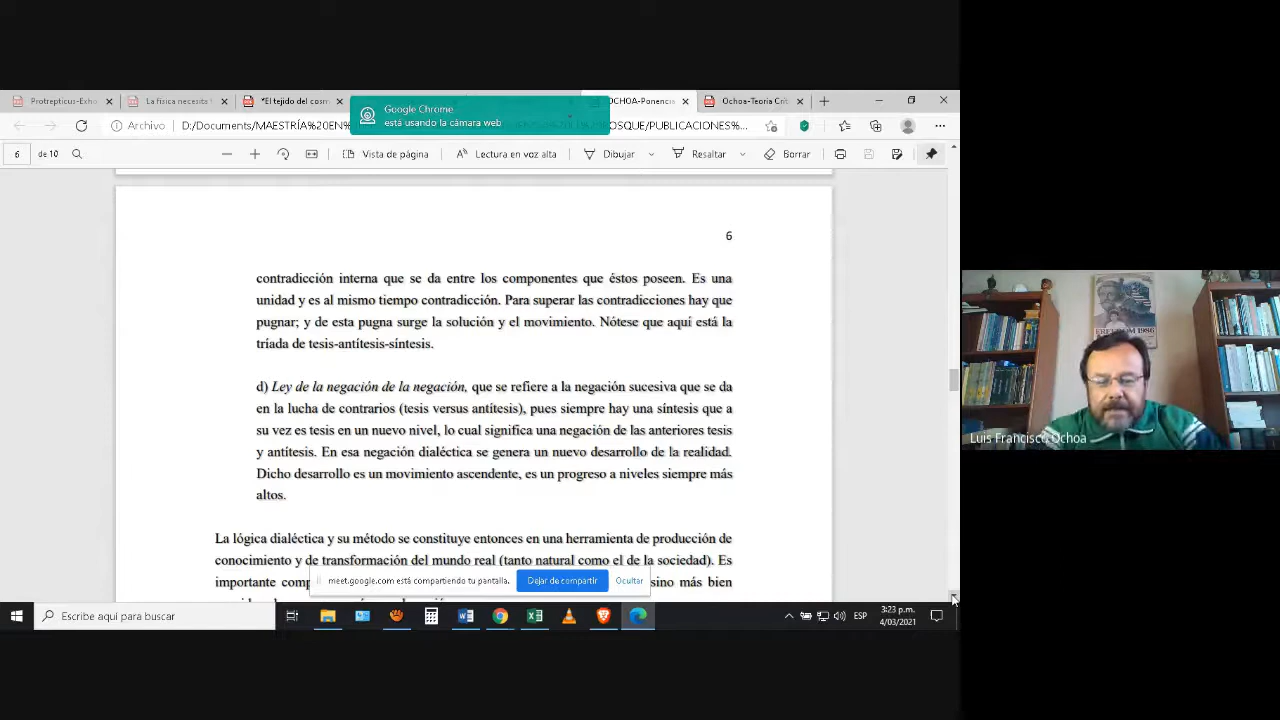 Protrepticus-Exho
La física necesita
*El tejido del cosm
OCHOA-Ponencia
Ochoa-Teoria Crit
Google Chrome
está usando la cámara web
Archivo
D:/Documents/MAESTRÍA %20EN%
BOSQUE/PUBLICACIONES%...
6
de 10
Vista de página
Lectura en voz alta
Dibujar
Resaltar
Borrar
6
contradicción interna que se da entre los componentes que éstos poseen. Es una
unidad y es al mismo tiempo contradicción. Para superar las contradicciones hay que
pugnar; y de esta pugna surge la solución y el movimiento. Nótese que aquí está la
tríada de tesis-antítesis-síntesis.
d) Ley de la negación de la negación, que se refiere a la negación sucesiva que se da
en la lucha de contrarios (tesis versus antítesis), pues siempre hay una síntesis que a
su vez es tesis en un nuevo nivel, lo cual significa una negación de las anteriores tesis
y antítesis. En esa negación dialéctica se genera un nuevo desarrollo de la realidad.
Dicho desarrollo es un movimiento ascendente, es un progreso a niveles siempre más
altos.
La lógica dialéctica y su método se constituye entonces en una herramienta de producción de
conocimiento y de transformación del mundo real (tanto natural como el de la sociedad). Es
importante comp
sino más bien
meet.google.com está compartiendo tu pantalla.
Dejar de compartir
Ocultar
Escribe aquí para buscar
ESP
3:23 p.m.
4/03/2021
FREEDOM 1986
Luis Francisco Ochoa